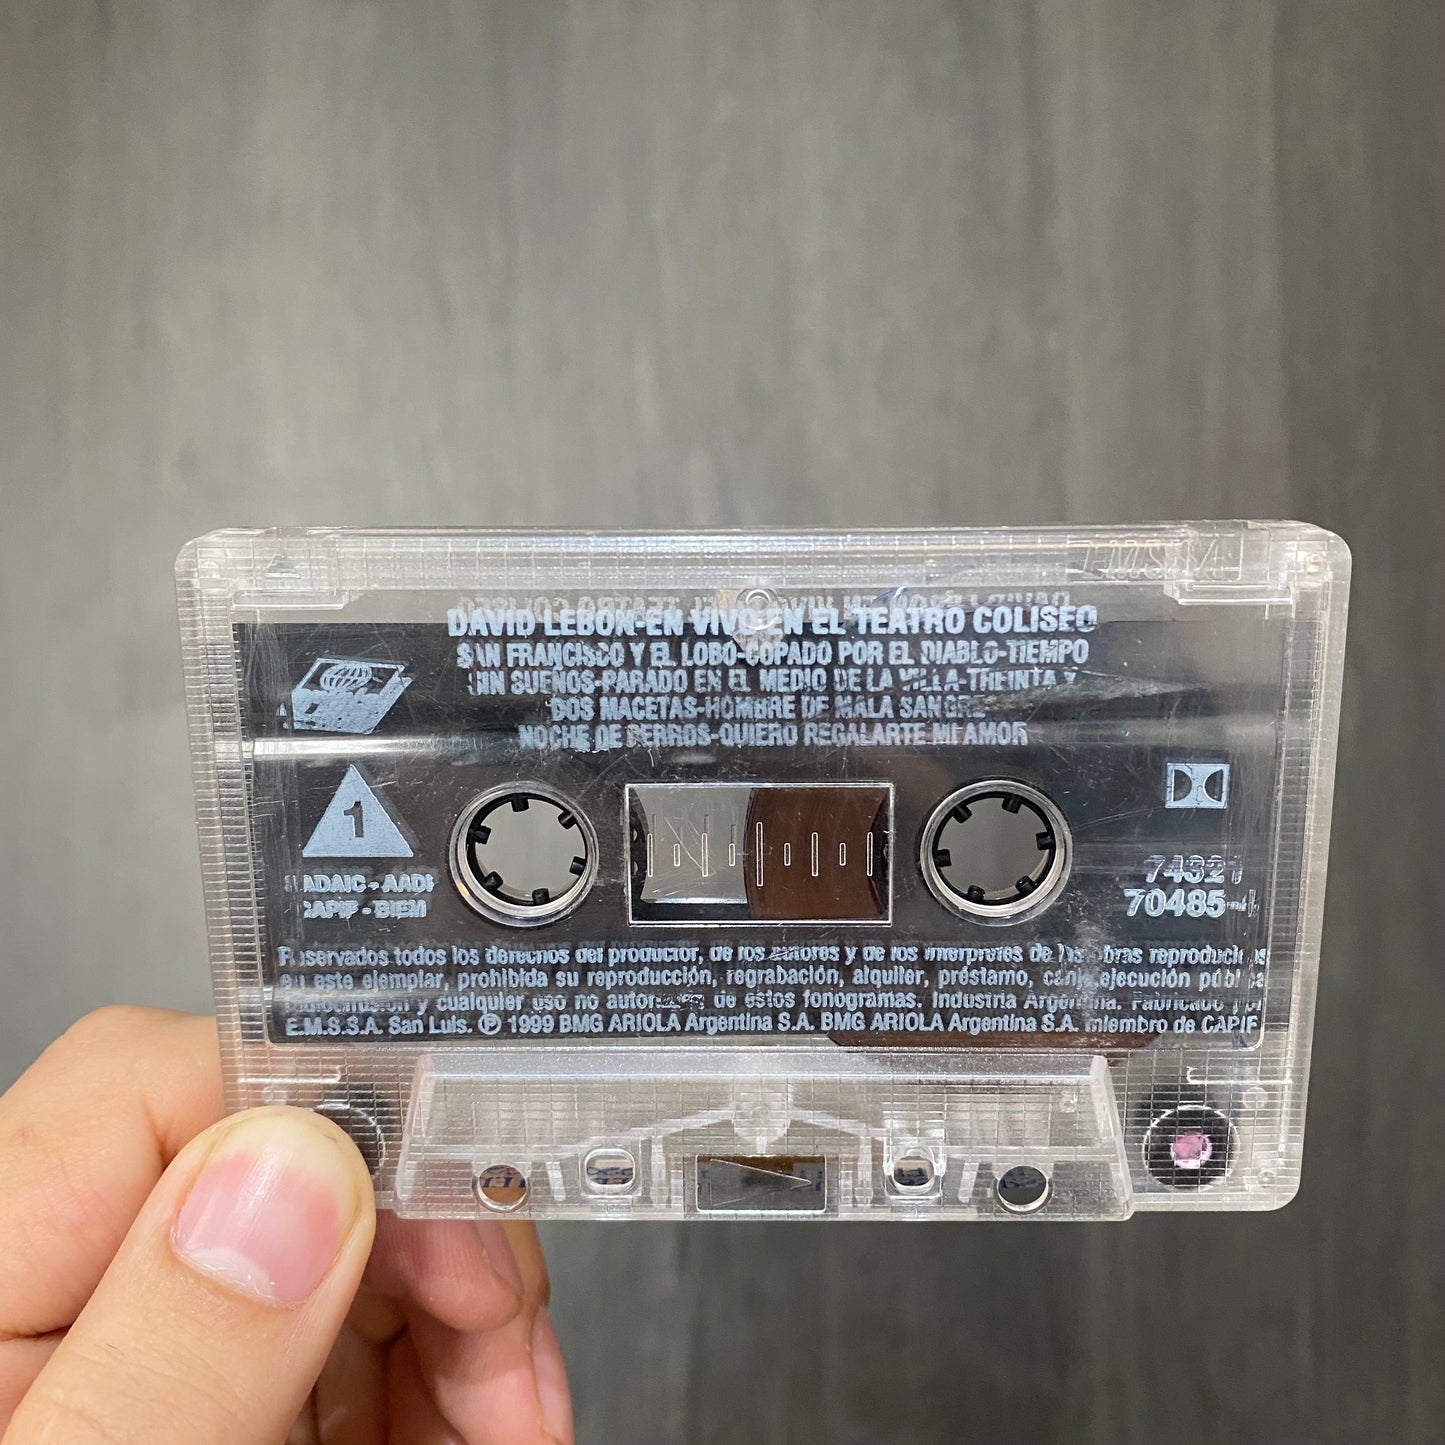 DAVID LEBON-EN VIVO EN EL TEATRO COLISEO
SAN FRANCISCO Y EL LOBO-COPADO POR EL DIABLO-TIEMPO
SIN SUEÑOS-PARADO EN EL MEDIO DE LA VILLA-TREINTA Y
DOS MACETAS-HOMBRE DE MALA SANGRE
NOCHE DE PERROS-QUIERO REGALARTE MI AMOR
1
SADAIC - AADI
CAPIF - BIEM
74321
70485-4
Reservados todos los derechos del productor, de los autores y de los intérpretes de las obras reproducidas
en este ejemplar, prohibida su reproducción, regrabación, alquiler, préstamo, canje, ejecución pública
radiodifusión y cualquier uso no autorizado de estos fonogramas. Industria Argentina. Fabricado por
E.M.S.S.A. San Luis. ℗ 1999 BMG ARIOLA Argentina S.A. BMG ARIOLA Argentina S.A. miembro de CAPIF